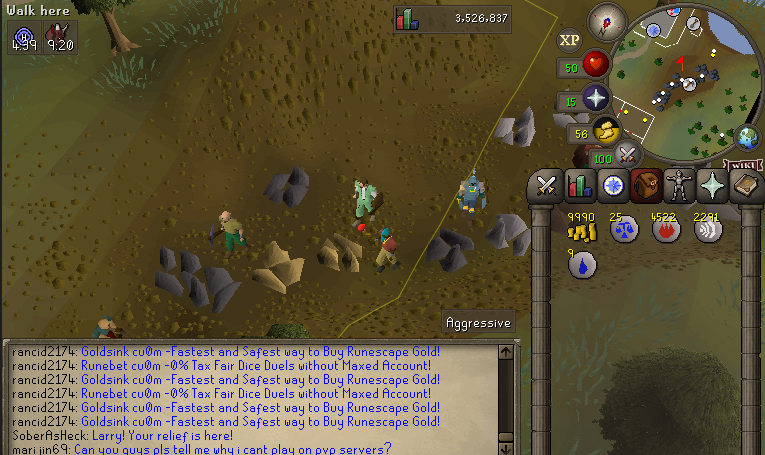 Walk here
3,526,837
XP
4:39
9:20
50
15
56
100
WIKI
9990
25
4522
2291
9
Aggressive
rancid2174: Goldsink cu0m -Fastest and Safest way to Buy Runescape Gold!
rancid2174: Runebet cu0m -0% Tax Fair Dice Duels without Maxed Account!
rancid2174: Goldsink cu0m -Fastest and Safest way to Buy Runescape Gold!
rancid2174: Runebet cu0m -0% Tax Fair Dice Duels without Maxed Account!
rancid2174: Goldsink cu0m -Fastest and Safest way to Buy Runescape Gold!
rancid2174: Goldsink cu0m -Fastest and Safest way to Buy Runescape Gold!
SoberAsHeck: Larry! Your relief is here!
marijin69: Can you guys pls tell me why i cant play on pvp servers?